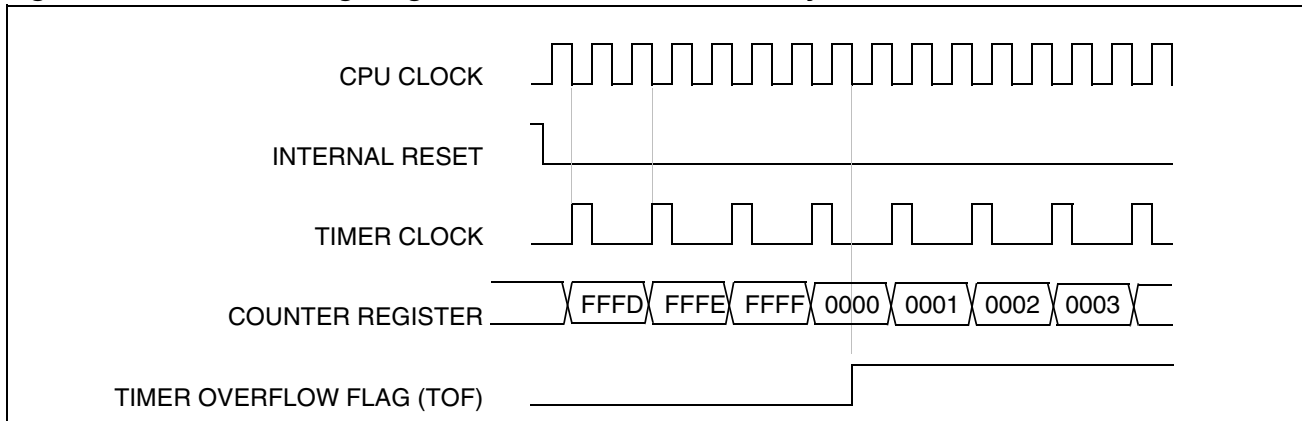 CPU CLOCK
INTERNAL RESET
TIMER CLOCK
COUNTER REGISTER FFFD FFFE FFFF 0000 0001 0002 0003
TIMER OVERFLOW FLAG (TOF)